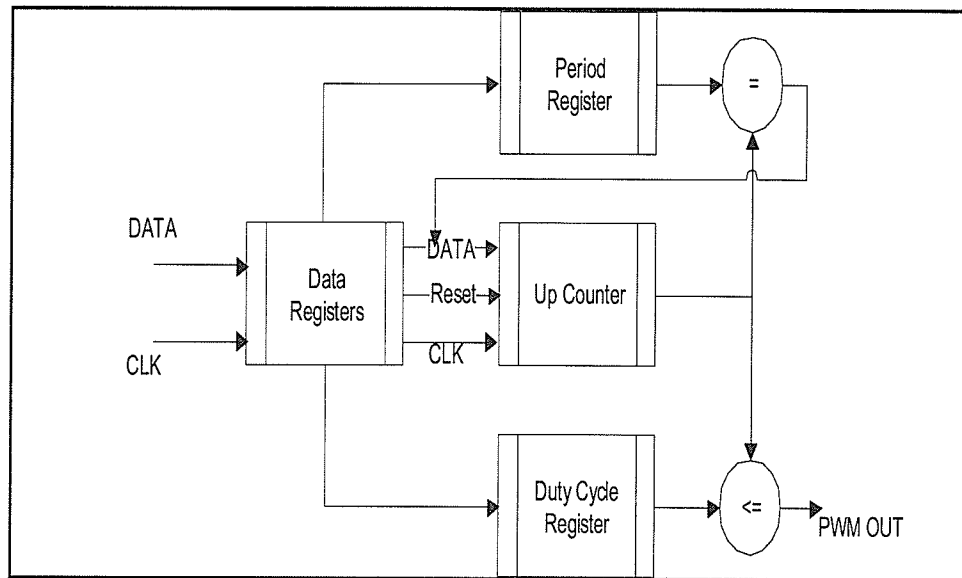 Period
Register
=
DATA
Data
Registers
CLK
DATA
Reset
CLK
Up Counter
Duty Cycle
Register
<=
PWM OUT